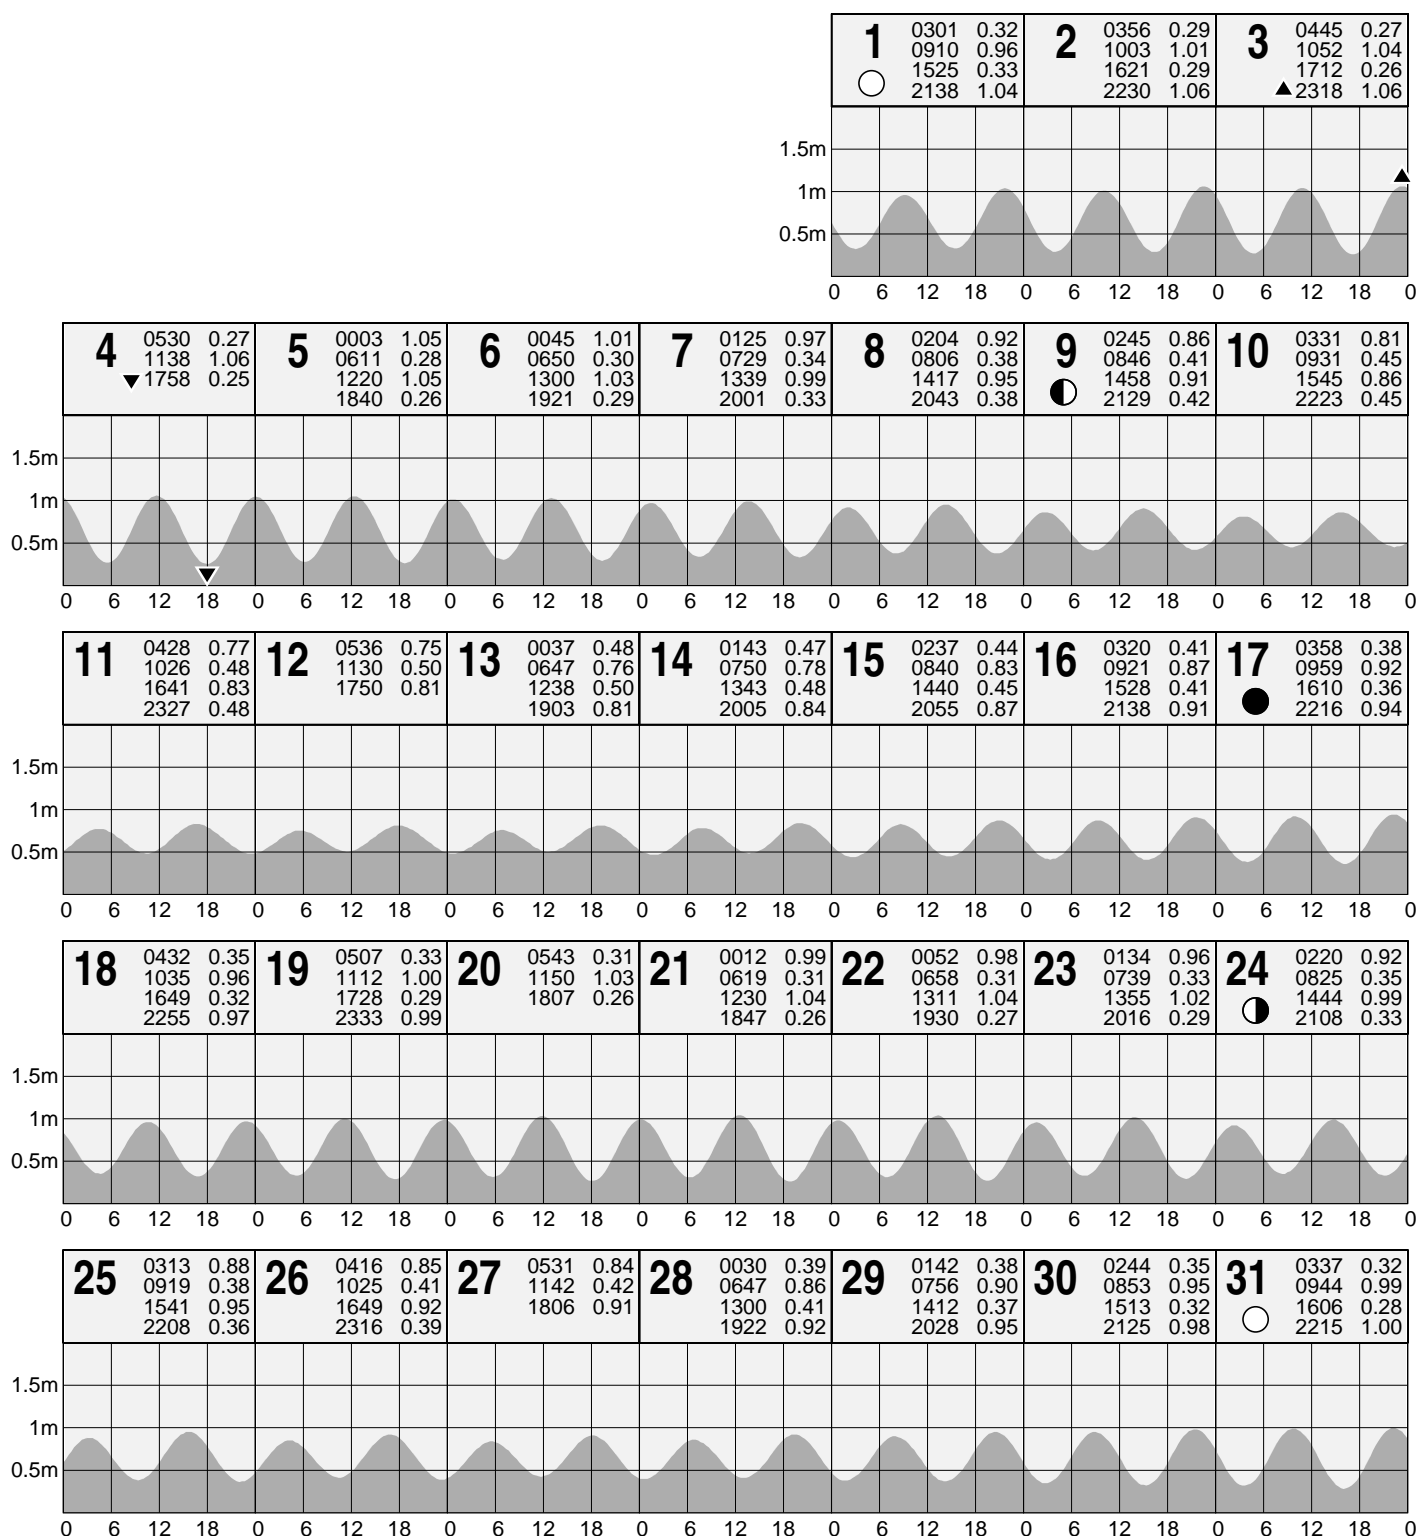 1 0301 0.32 2 0356 0.29 3 0445 0.27
0910 0.96 1003 1.01 1052 1.04
1525 0.33 1621 0.29 1712 0.26
2138 1.04 2230 1.06 2318 1.06
1.5m
1m
0.5m
0 6 12 18 0 6 12 18 0 6 12 18 0
4 0530 0.27 5 0003 1.05 6 0045 1.01 7 0125 0.97 8 0204 0.92 9 0245 0.86 10 0331 0.81
1138 1.06 0611 0.28 0650 0.30 0729 0.34 0806 0.38 0846 0.41 0931 0.45
1758 0.25 1220 1.05 1300 1.03 1339 0.99 1417 0.95 1458 0.91 1545 0.86
1840 0.26 1921 0.29 2001 0.33 2043 0.38 2129 0.42 2223 0.45
1.5m
1m
0.5m
0 6 12 18 0 6 12 18 0 6 12 18 0 6 12 18 0 6 12 18 0 6 12 18 0 6 12 18 0
11 0428 0.77 12 0536 0.75 13 0037 0.48 14 0143 0.47 15 0237 0.44 16 0320 0.41 17 0358 0.38
1026 0.48 1130 0.50 0647 0.76 0750 0.78 0840 0.83 0921 0.87 0959 0.92
1641 0.83 1750 0.81 1238 0.50 1343 0.48 1440 0.45 1528 0.41 1610 0.36
2327 0.48 1903 0.81 2005 0.84 2055 0.87 2138 0.91 2216 0.94
1.5m
1m
0.5m
0 6 12 18 0 6 12 18 0 6 12 18 0 6 12 18 0 6 12 18 0 6 12 18 0 6 12 18 0
18 0432 0.35 19 0507 0.33 20 0543 0.31 21 0012 0.99 22 0052 0.98 23 0134 0.96 24 0220 0.92
1035 0.96 1112 1.00 1150 1.03 0619 0.31 0658 0.31 0739 0.33 0825 0.35
1649 0.32 1728 0.29 1807 0.26 1230 1.04 1311 1.04 1355 1.02 1444 0.99
2255 0.97 2333 0.99 1847 0.26 1930 0.27 2016 0.29 2108 0.33
1.5m
1m
0.5m
0 6 12 18 0 6 12 18 0 6 12 18 0 6 12 18 0 6 12 18 0 6 12 18 0 6 12 18 0
25 0313 0.88 26 0416 0.85 27 0531 0.84 28 0030 0.39 29 0142 0.38 30 0244 0.35 31 0337 0.32
0919 0.38 1025 0.41 1142 0.42 0647 0.86 0756 0.90 0853 0.95 0944 0.99
1541 0.95 1649 0.92 1806 0.91 1300 0.41 1412 0.37 1513 0.32 1606 0.28
2208 0.36 2316 0.39 1922 0.92 2028 0.95 2125 0.98 2215 1.00
1.5m
1m
0.5m
0 6 12 18 0 6 12 18 0 6 12 18 0 6 12 18 0 6 12 18 0 6 12 18 0 6 12 18 0